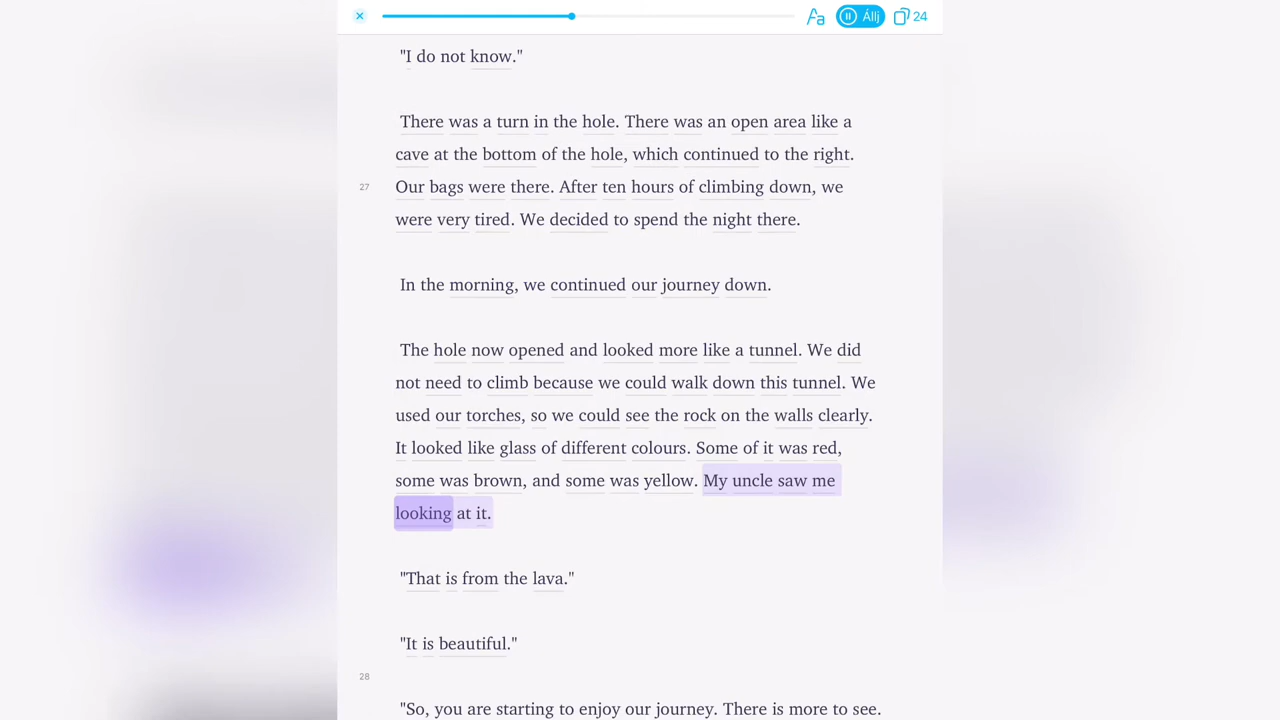 Aa Állj 24
"I do not know."
There was a turn in the hole. There was an open area like a
cave at the bottom of the hole, which continued to the right.
27
Our bags were there. After ten hours of climbing down, we
were very tired. We decided to spend the night there.
In the morning, we continued our journey down.
The hole now opened and looked more like a tunnel. We did
not need to climb because we could walk down this tunnel. We
used our torches, so we could see the rock on the walls clearly.
It looked like glass of different colours. Some of it was red,
some was brown, and some was yellow. My uncle saw me
looking at it.
"That is from the lava."
"It is beautiful."
28
"So, you are starting to enjoy our journey. There is more to see.